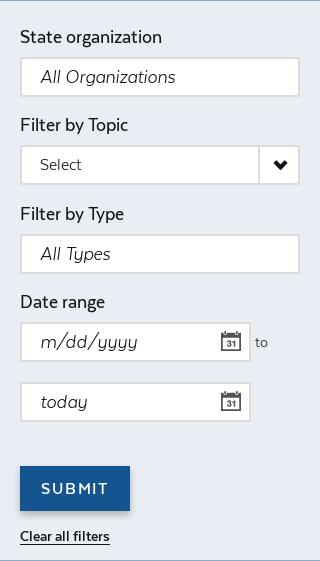 State organization
All Organizations
Filter by Topic
Select
Filter by Type
All Types
Date range
m/dd/yyyy
31
to
today
31
SUBMIT
Clear all filters